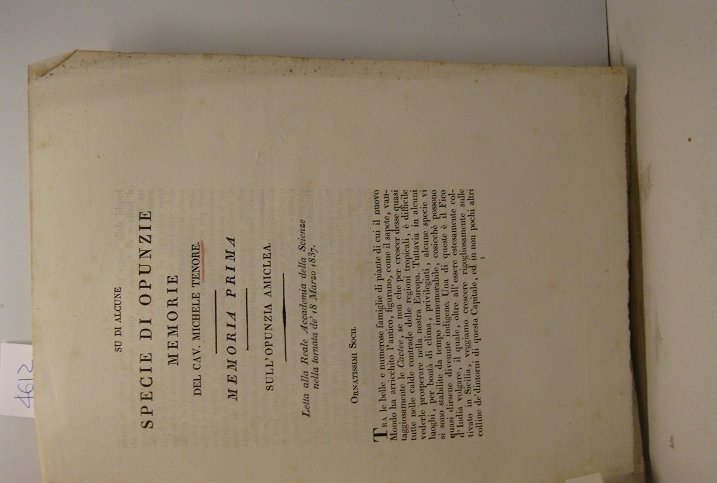 4612
SU DI ALCUNE
SPECIE DI OPUNZIE
MEMORIE
DEL CAV. MICHELE TENORE.
MEMORIA PRIMA
SULL'OPUNZIA AMICLEA.
Letta alla Reale Accademia della Scienze
nella tornata de' 18 Marzo 1837.
ORNATISSIMI SOCII.
TRA le belle e numerose famiglie di piante di cui il nuovo
Mondo ha arricchito l'antico, figurano, come il sapete, van-
taggiosamente le Cactee, se non che per crescer desse quasi
tutte nelle calde contrade delle regioni tropicali, è difficile
vederle prosperare nella nostra Europa. Tuttavia in alcuni
luoghi, per bontà di clima, privilegiati, alcune specie vi
si sono stabilite da tempo immemorabile, cosicchè possono
quasi dirsene divenute indigene. Una di queste è il Fico
d'India volgare, il quale, oltre all'essere estesamente col-
tivato in Sicilia, veggiamo crescere rigogliosamente sulle
colline de dintorni di questa Capitale, ed in non pochi altri
1